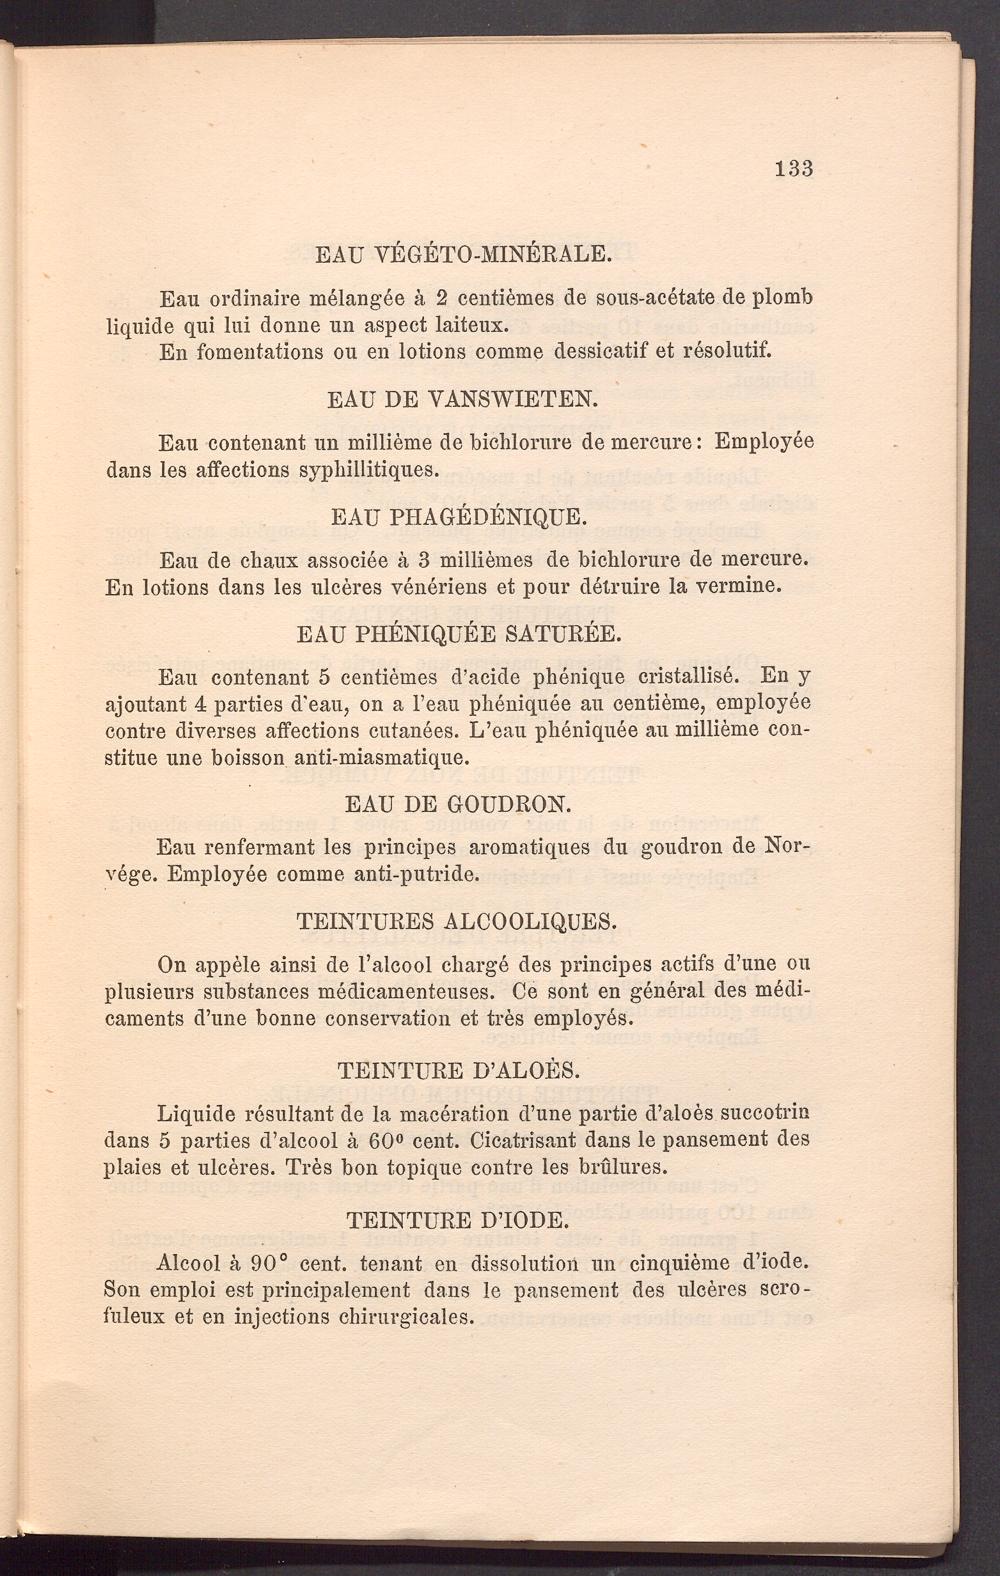 133
EAU VÉGÉTO-MINÉRALE.
Eau ordinaire mélangée à 2 centièmes de sous-acétate de plomb
liquide qui lui donne un aspect laiteux.
En fomentations ou en lotions comme dessicatif et résolutif.
EAU DE VANSWIETEN.
Eau contenant un millième de bichlorure de mercure: Employée
dans les affections syphillitiques.
EAU PHAGÉDÉNIQUE.
Eau de chaux associée à 3 millièmes de bichlorure de mercure.
En lotions dans les ulcères vénériens et pour détruire la vermine.
EAU PHÉNIQUÉE SATURÉE.
Eau contenant 5 centièmes d'acide phénique cristallisé. En y
ajoutant 4 parties d'eau, on a l'eau phéniquée au centième, employée
contre diverses affections cutanées. L'eau phéniquée au millième con-
stitue une boisson anti-miasmatique.
EAU DE GOUDRON.
Eau renfermant les principes aromatiques du goudron de Nor-
vége. Employée comme anti-putride.
TEINTURES ALCOOLIQUES.
On appèle ainsi de l'alcool chargé des principes actifs d'une ou
plusieurs substances médicamenteuses. Ce sont en général des médi-
caments d'une bonne conservation et très employés.
TEINTURE D'ALOÈS.
Liquide résultant de la macération d'une partie d'aloès succotrin
dans 5 parties d'alcool à 60º cent. Cicatrisant dans le pansement des
plaies et ulcères. Très bon topique contre les brûlures.
TEINTURE D'IODE.
Alcool à 90° cent. tenant en dissolution un cinquième d'iode.
Son emploi est principalement dans le pansement des ulcères scro-
fuleux et en injections chirurgicales.